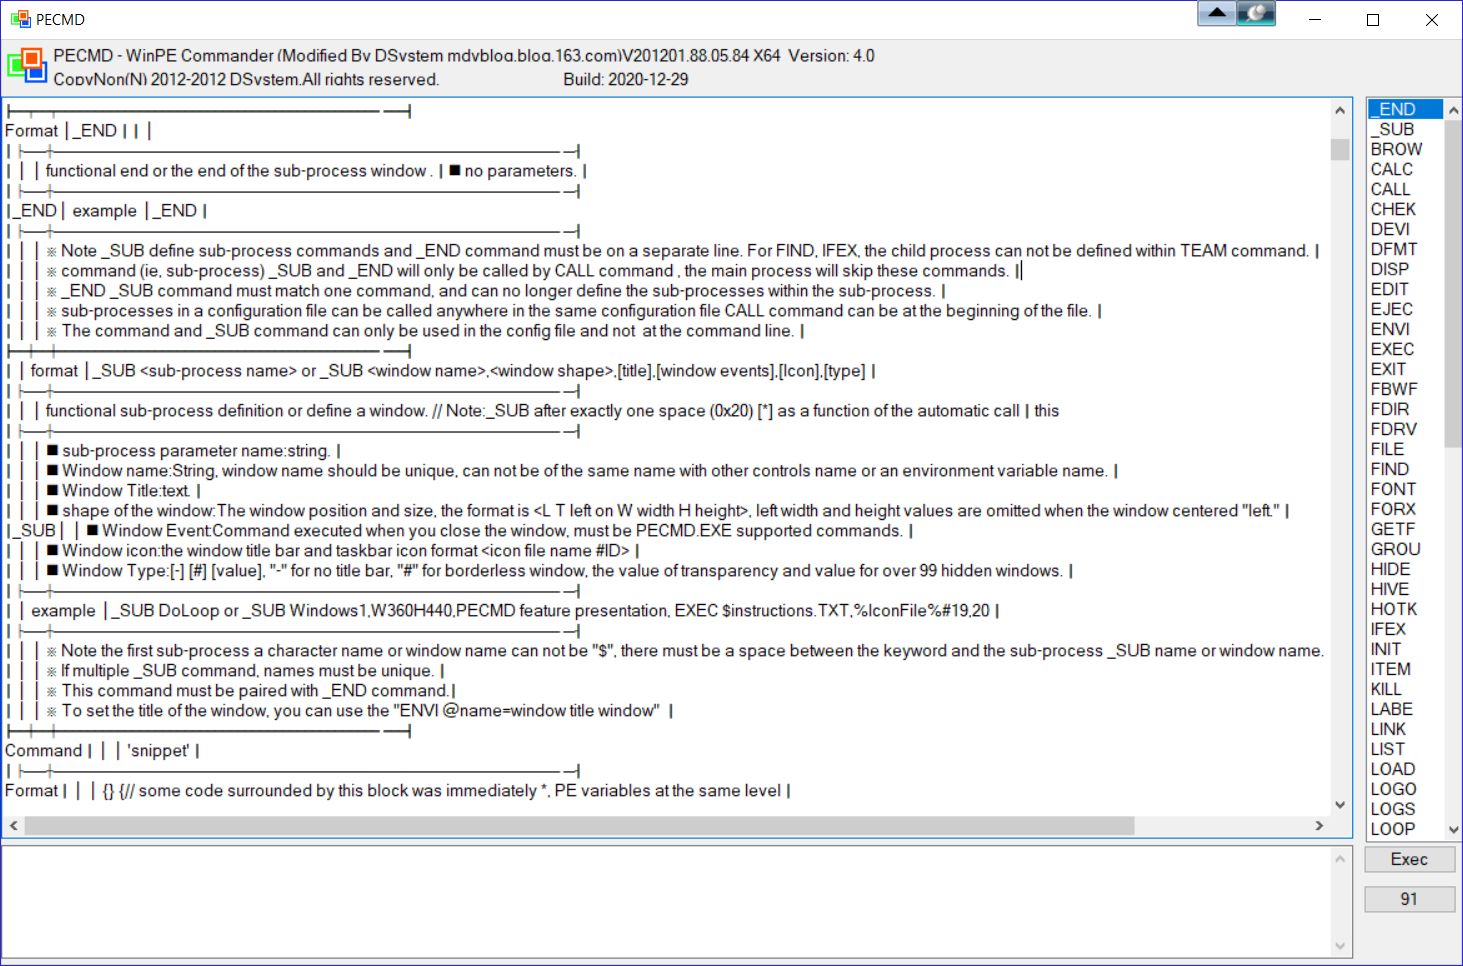 PECMD
PECMD - WinPE Commander (Modified By DSystem mdyblog.blog.163.com)V201201.88.05.84 X64  Version: 4.0
CopyNon(N) 2012-2012 DSystem.All rights reserved.  Build: 2020-12-29
Format | _END | | |
| | | functional end or the end of the sub-process window . | ■ no parameters. |
|_END | example | _END |
| | | ※ Note _SUB define sub-process commands and _END command must be on a separate line. For FIND, IFEX, the child process can not be defined within TEAM command. |
| | | ※ command (ie, sub-process) _SUB and _END will only be called by CALL command , the main process will skip these commands. |
| | | ※ _END _SUB command must match one command, and can no longer define the sub-processes within the sub-process. |
| | | ※ sub-processes in a configuration file can be called anywhere in the same configuration file CALL command can be at the beginning of the file. |
| | | ※ The command and _SUB command can only be used in the config file and not  at the command line. |
| | format | _SUB <sub-process name> or _SUB <window name>,<window shape>,[title],[window events],[Icon],[type] |
| | | functional sub-process definition or define a window. // Note:_SUB after exactly one space (0x20) [*] as a function of the automatic call | this
| | | ■ sub-process parameter name:string. |
| | | ■ Window name:String, window name should be unique, can not be of the same name with other controls name or an environment variable name. |
| | | ■ Window Title:text. |
| | | ■ shape of the window:The window position and size, the format is <L T left on W width H height>, left width and height values are omitted when the window centered "left." |
|_SUB | | ■ Window Event:Command executed when you close the window, must be PECMD.EXE supported commands. |
| | | ■ Window icon:the window title bar and taskbar icon format <icon file name #ID> |
| | | ■ Window Type:[-] [#] [value], "-" for no title bar, "#" for borderless window, the value of transparency and value for over 99 hidden windows. |
| | example | _SUB DoLoop or _SUB Windows1,W360H440,PECMD feature presentation, EXEC $instructions.TXT,%IconFile%#19,20 |
| | | ※ Note the first sub-process a character name or window name can not be "$", there must be a space between the keyword and the sub-process _SUB name or window name.
| | | ※ If multiple _SUB command, names must be unique. |
| | | ※ This command must be paired with _END command.|
| | | ※ To set the title of the window, you can use the "ENVI @name=window title window"  |
Command | | | 'snippet' |
Format | | | {} {// some code surrounded by this block was immediately *, PE variables at the same level |
_END
_SUB
BROW
CALC
CALL
CHEK
DEVI
DFMT
DISP
EDIT
EJEC
ENVI
EXEC
EXIT
FBWF
FDIR
FDRV
FILE
FIND
FONT
FORX
GETF
GROU
HIDE
HIVE
HOTK
IFEX
INIT
ITEM
KILL
LABE
LINK
LIST
LOAD
LOGO
LOGS
LOOP
Exec
91